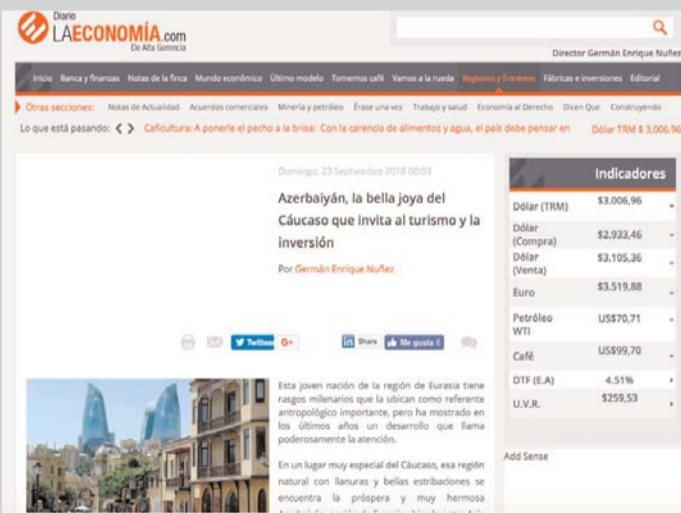 Diario
LAECONOMÍA.com
De Alta Gerencia
Director Germán Enrique Nuñez
Inicio Banca y finanzas Notas de la finca Mundo económico Último modelo Tomemos café Vamos a la rueda Regiones y fronteras Fábricas e inversiones Editorial
Otras secciones: Notas de Actualidad Acuerdos comerciales Minería y petróleo Érase una vez Trabajo y salud Economía al Derecho Dicen Que Construyendo
Lo que está pasando: Caficultura: A ponerle el pecho a la brisa: Con la carencia de alimentos y agua, el país debe pensar en Dólar TRM $ 3,006.96
Domingo, 23 Septiembre 2018 00:03
Azerbaiyán, la bella joya del
Cáucaso que invita al turismo y la
inversión
Por Germán Enrique Nuñez
Twittear G+ in Share Me gusta 6
Esta joven nación de la región de Eurasia tiene
rasgos milenarios que la ubican como referente
antropológico importante, pero ha mostrado en
los últimos años un desarrollo que llama
poderosamente la atención.
En un lugar muy especial del Cáucaso, esa región
natural con llanuras y bellas estribaciones se
encuentra la próspera y muy hermosa
Indicadores
Dólar (TRM) $3.006,96
Dólar
(Compra) $2.933,46
Dólar
(Venta) $3.105,36
Euro $3.519,88
Petróleo
WTI US$70,71
Café US$99,70
DTF (E.A) 4.51%
U.V.R. $259,53
Add Sense